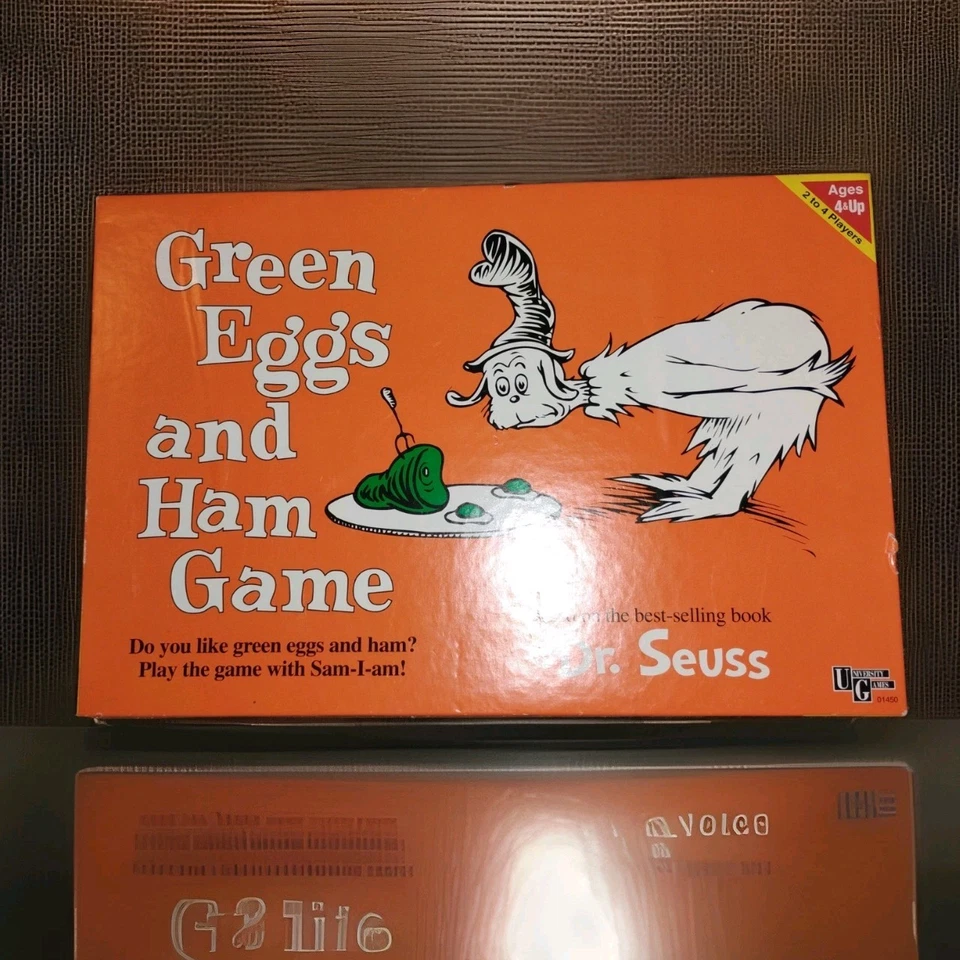 Ages
4&Up
2 to 4 Players
Green
Eggs
and
Ham
Game
Do you like green eggs and ham?
Play the game with Sam-I-am!
the best-selling book
Dr. Seuss
UNIVERSITY
GAMES
01450